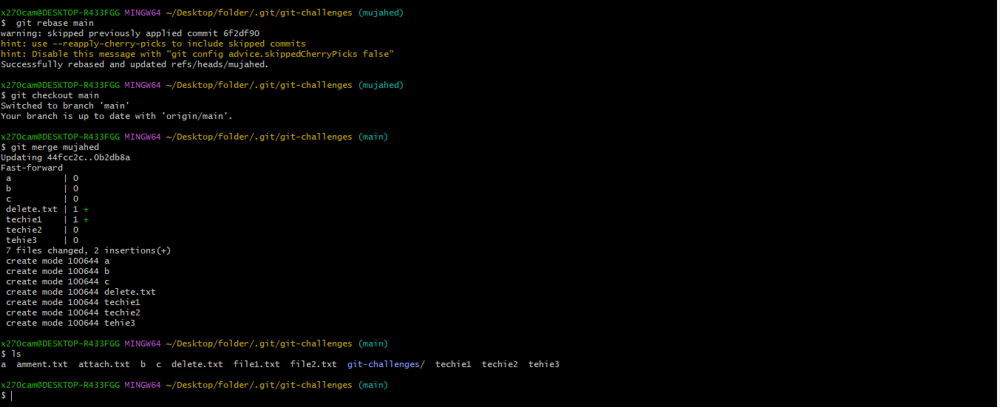 x270cam@DESKTOP-R433FGG MINGW64 ~/Desktop/folder/.git/git-challenges (mujahed)
$  git rebase main
warning: skipped previously applied commit 6f2df90
hint: use --reapply-cherry-picks to include skipped commits
hint: Disable this message with "git config advice.skippedCherryPicks false"
Successfully rebased and updated refs/heads/mujahed.
x270cam@DESKTOP-R433FGG MINGW64 ~/Desktop/folder/.git/git-challenges (mujahed)
$ git checkout main
Switched to branch 'main'
Your branch is up to date with 'origin/main'.
x270cam@DESKTOP-R433FGG MINGW64 ~/Desktop/folder/.git/git-challenges (main)
$ git merge mujahed
Updating 44fcc2c..0b2db8a
Fast-forward
 a          | 0
 b          | 0
 c          | 0
 delete.txt | 1 +
 techie1    | 1 +
 techie2    | 0
 tehie3     | 0
 7 files changed, 2 insertions(+)
 create mode 100644 a
 create mode 100644 b
 create mode 100644 c
 create mode 100644 delete.txt
 create mode 100644 techie1
 create mode 100644 techie2
 create mode 100644 tehie3
x270cam@DESKTOP-R433FGG MINGW64 ~/Desktop/folder/.git/git-challenges (main)
$ ls
a  amment.txt  attach.txt  b  c  delete.txt  file1.txt  file2.txt  git-challenges/  techie1  techie2  tehie3
x270cam@DESKTOP-R433FGG MINGW64 ~/Desktop/folder/.git/git-challenges (main)
$